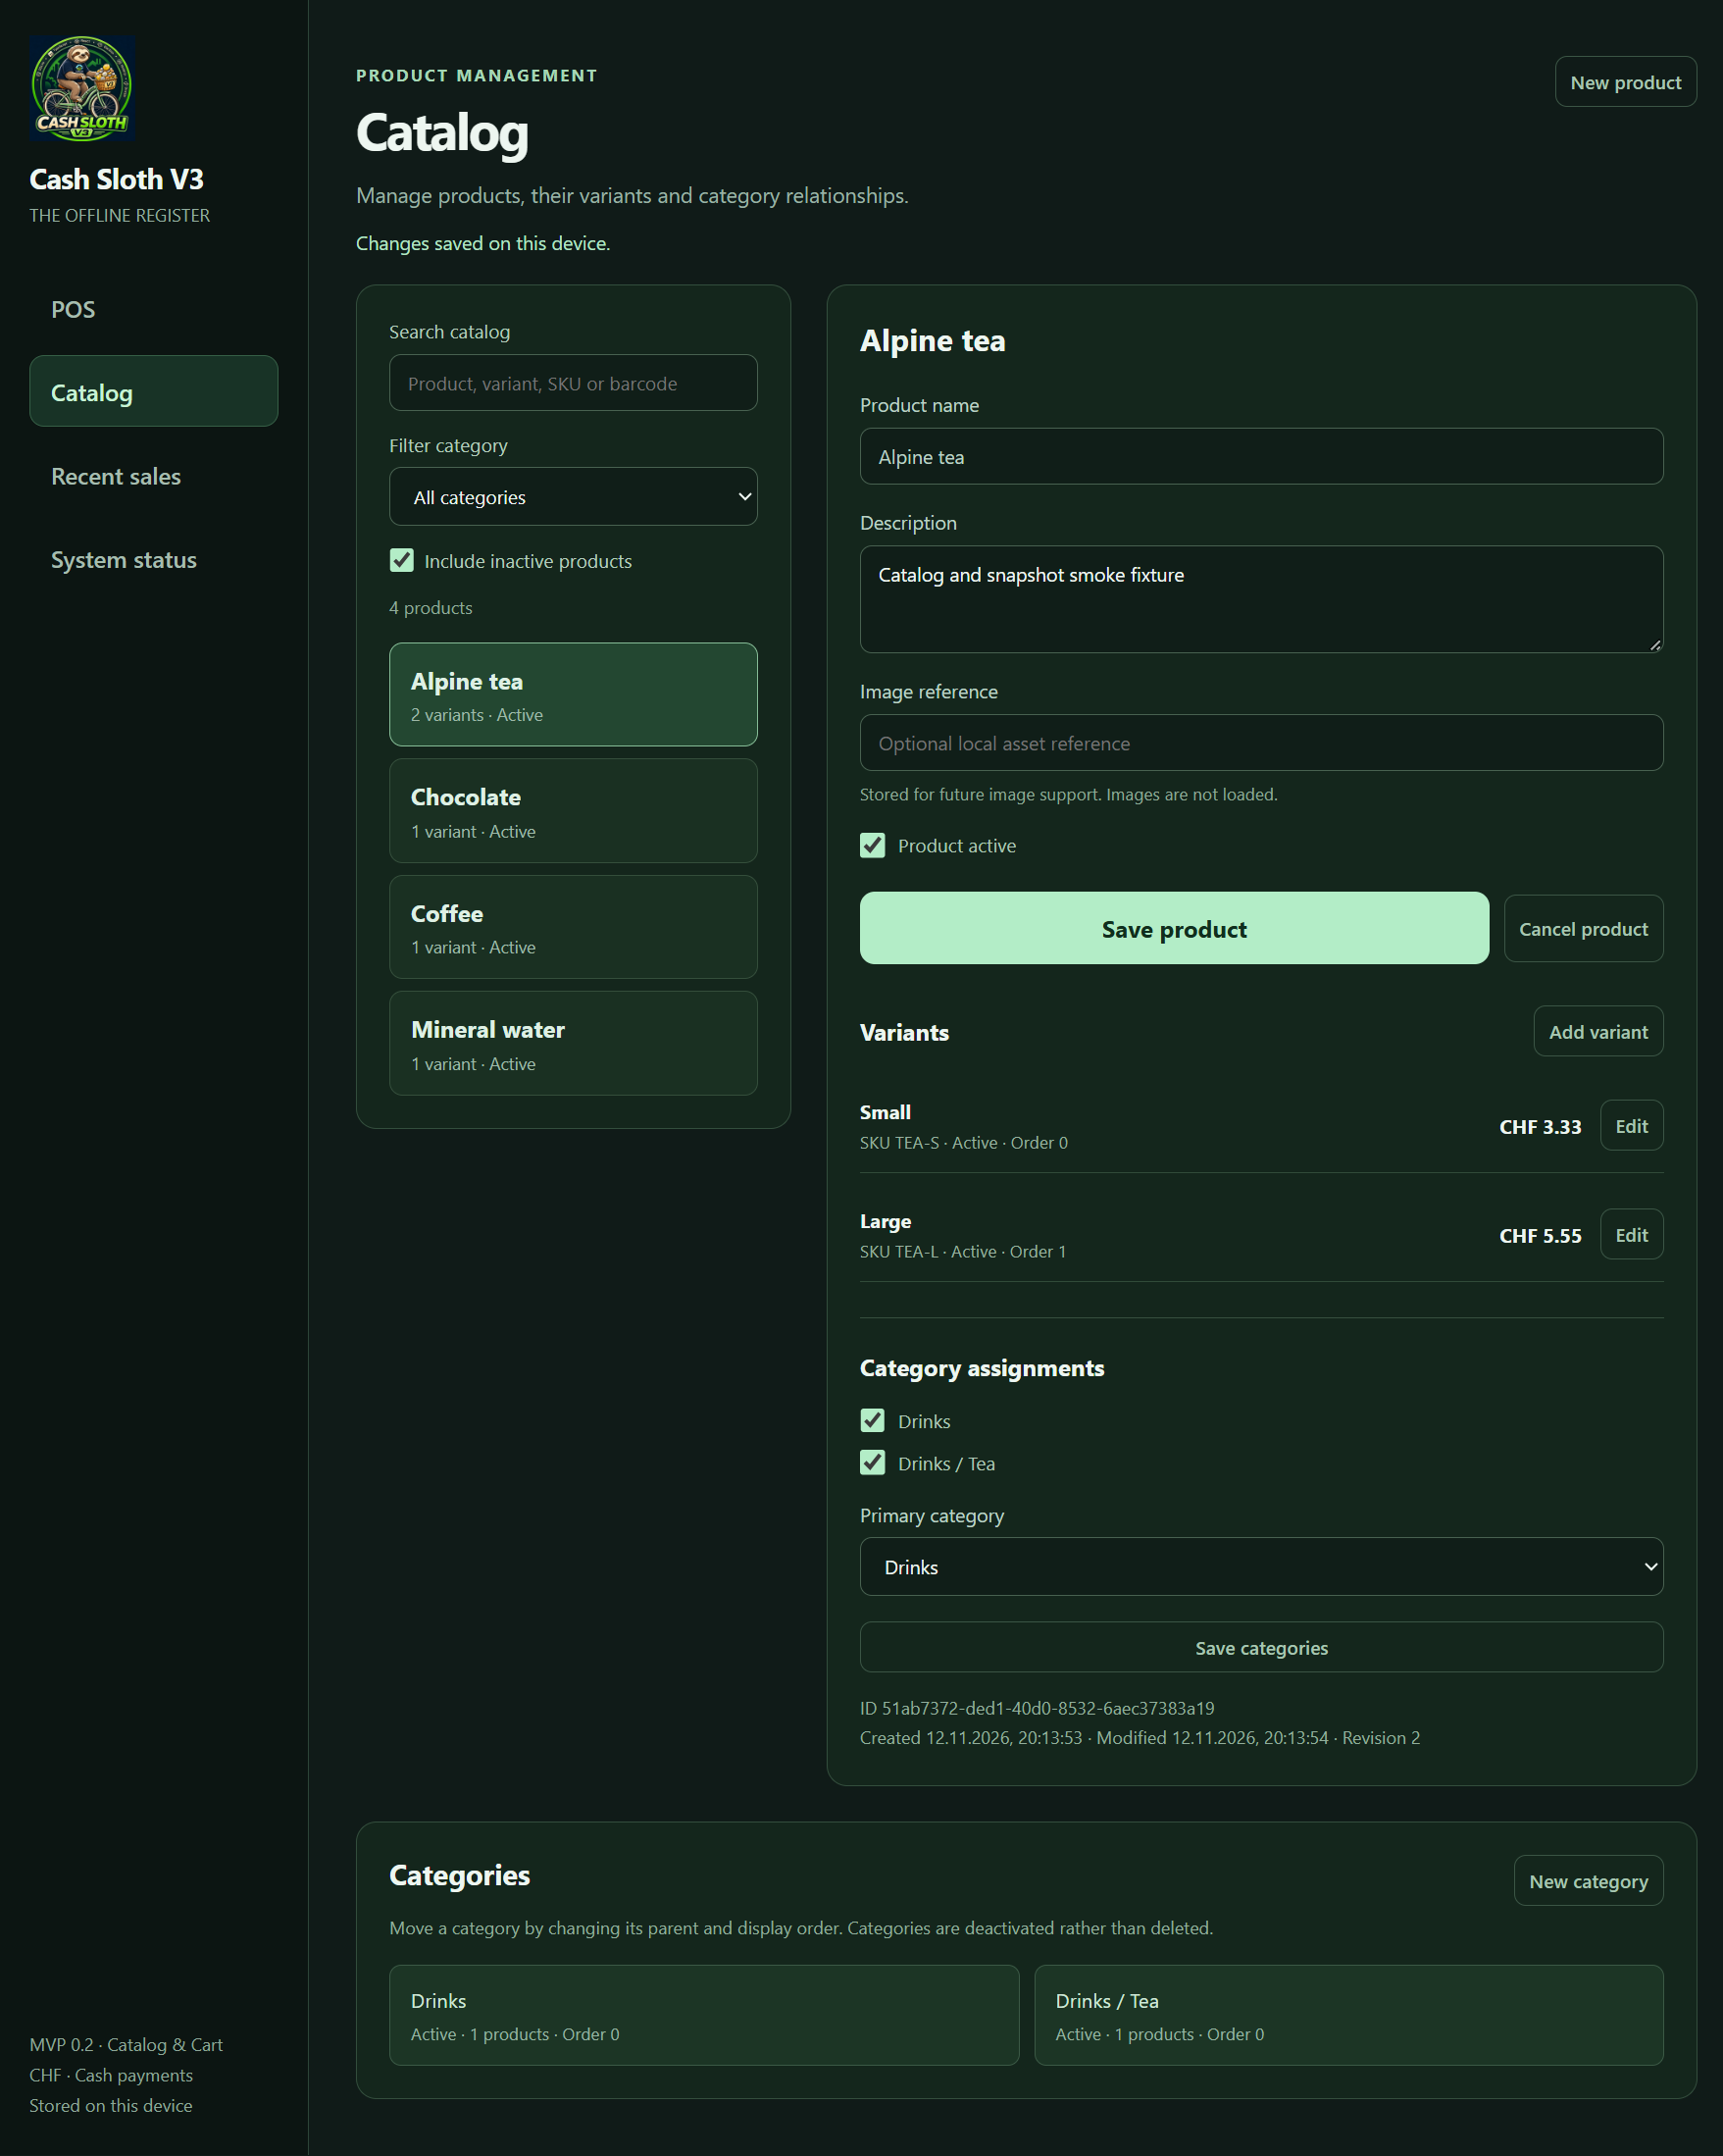 CASH SLOTH
V3
Cash Sloth V3
THE OFFLINE REGISTER
POS
Catalog
Recent sales
System status
MVP 0.2 · Catalog & Cart
CHF · Cash payments
Stored on this device
PRODUCT MANAGEMENT
Catalog
Manage products, their variants and category relationships.
Changes saved on this device.
New product
Search catalog
Product, variant, SKU or barcode
Filter category
All categories
Include inactive products
4 products
Alpine tea
2 variants · Active
Chocolate
1 variant · Active
Coffee
1 variant · Active
Mineral water
1 variant · Active
Alpine tea
Product name
Alpine tea
Description
Catalog and snapshot smoke fixture
Image reference
Optional local asset reference
Stored for future image support. Images are not loaded.
Product active
Save product
Cancel product
Variants
Add variant
Small
SKU TEA-S · Active · Order 0
CHF 3.33
Edit
Large
SKU TEA-L · Active · Order 1
CHF 5.55
Edit
Category assignments
Drinks
Drinks / Tea
Primary category
Drinks
Save categories
ID 51ab7372-ded1-40d0-8532-6aec37383a19
Created 12.11.2026, 20:13:53 · Modified 12.11.2026, 20:13:54 · Revision 2
Categories
New category
Move a category by changing its parent and display order. Categories are deactivated rather than deleted.
Drinks
Active · 1 products · Order 0
Drinks / Tea
Active · 1 products · Order 0